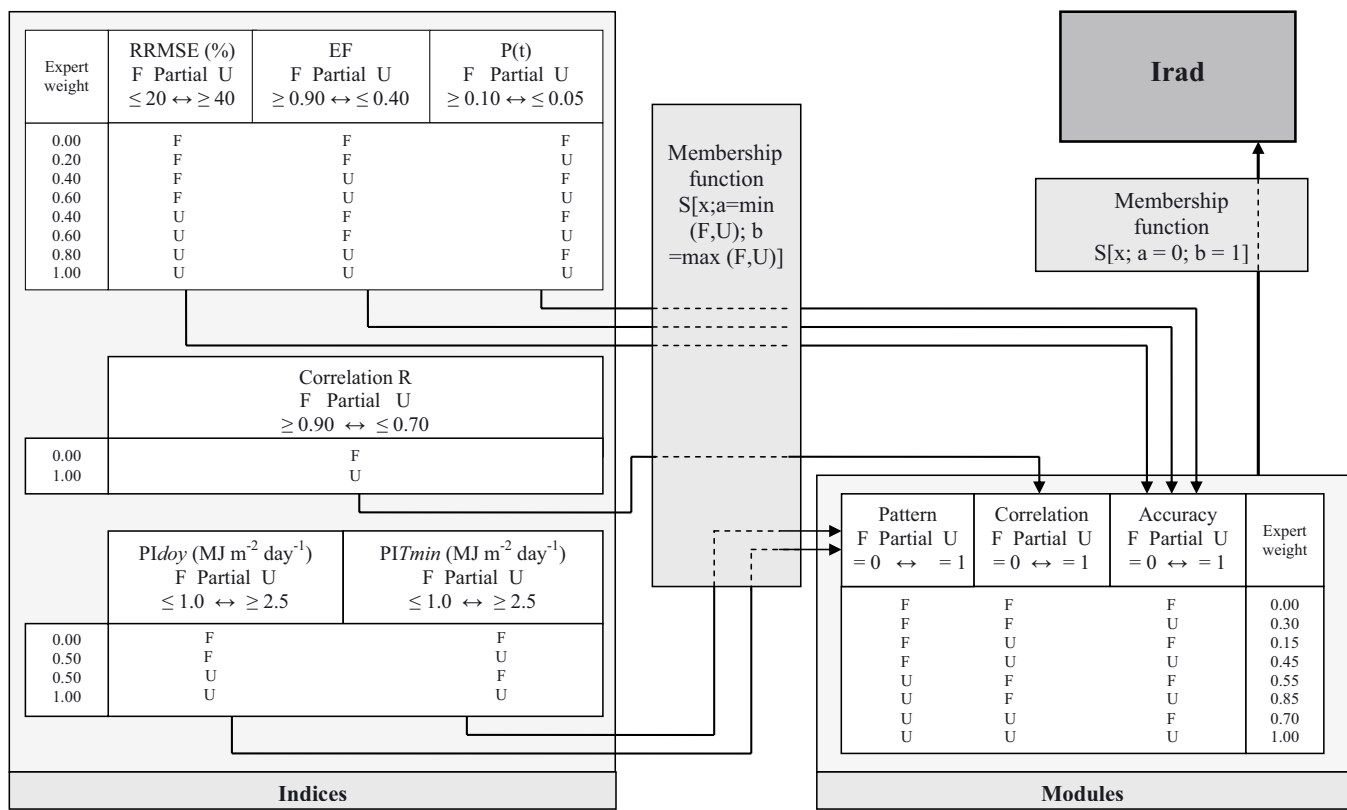 Expert
weight
RRMSE (%)
F Partial U
≤ 20 ↔ ≥ 40
EF
F Partial U
≥ 0.90 ↔ ≤ 0.40
P(t)
F Partial U
≥ 0.10 ↔ ≤ 0.05
0.00 F F F
0.20 F F U
0.40 F U F
0.60 F U U
0.40 U F F
0.60 U F U
0.80 U U F
1.00 U U U
Correlation R
F Partial U
≥ 0.90 ↔ ≤ 0.70
0.00 F
1.00 U
PIdoy (MJ m-2 day-1)
F Partial U
≤ 1.0 ↔ ≥ 2.5
PITmin (MJ m-2 day-1)
F Partial U
≤ 1.0 ↔ ≥ 2.5
0.00 F F
0.50 F U
0.50 U F
1.00 U U
Indices
Membership
function
S[x;a=min
(F,U); b
=max (F,U)]
Irad
Membership
function
S[x; a = 0; b = 1]
Pattern
F Partial U
= 0 ↔ = 1
Correlation
F Partial U
= 0 ↔ = 1
Accuracy
F Partial U
= 0 ↔ = 1
Expert
weight
F F F 0.00
F F U 0.30
F U F 0.15
F U U 0.45
U F F 0.55
U F U 0.85
U U F 0.70
U U U 1.00
Modules